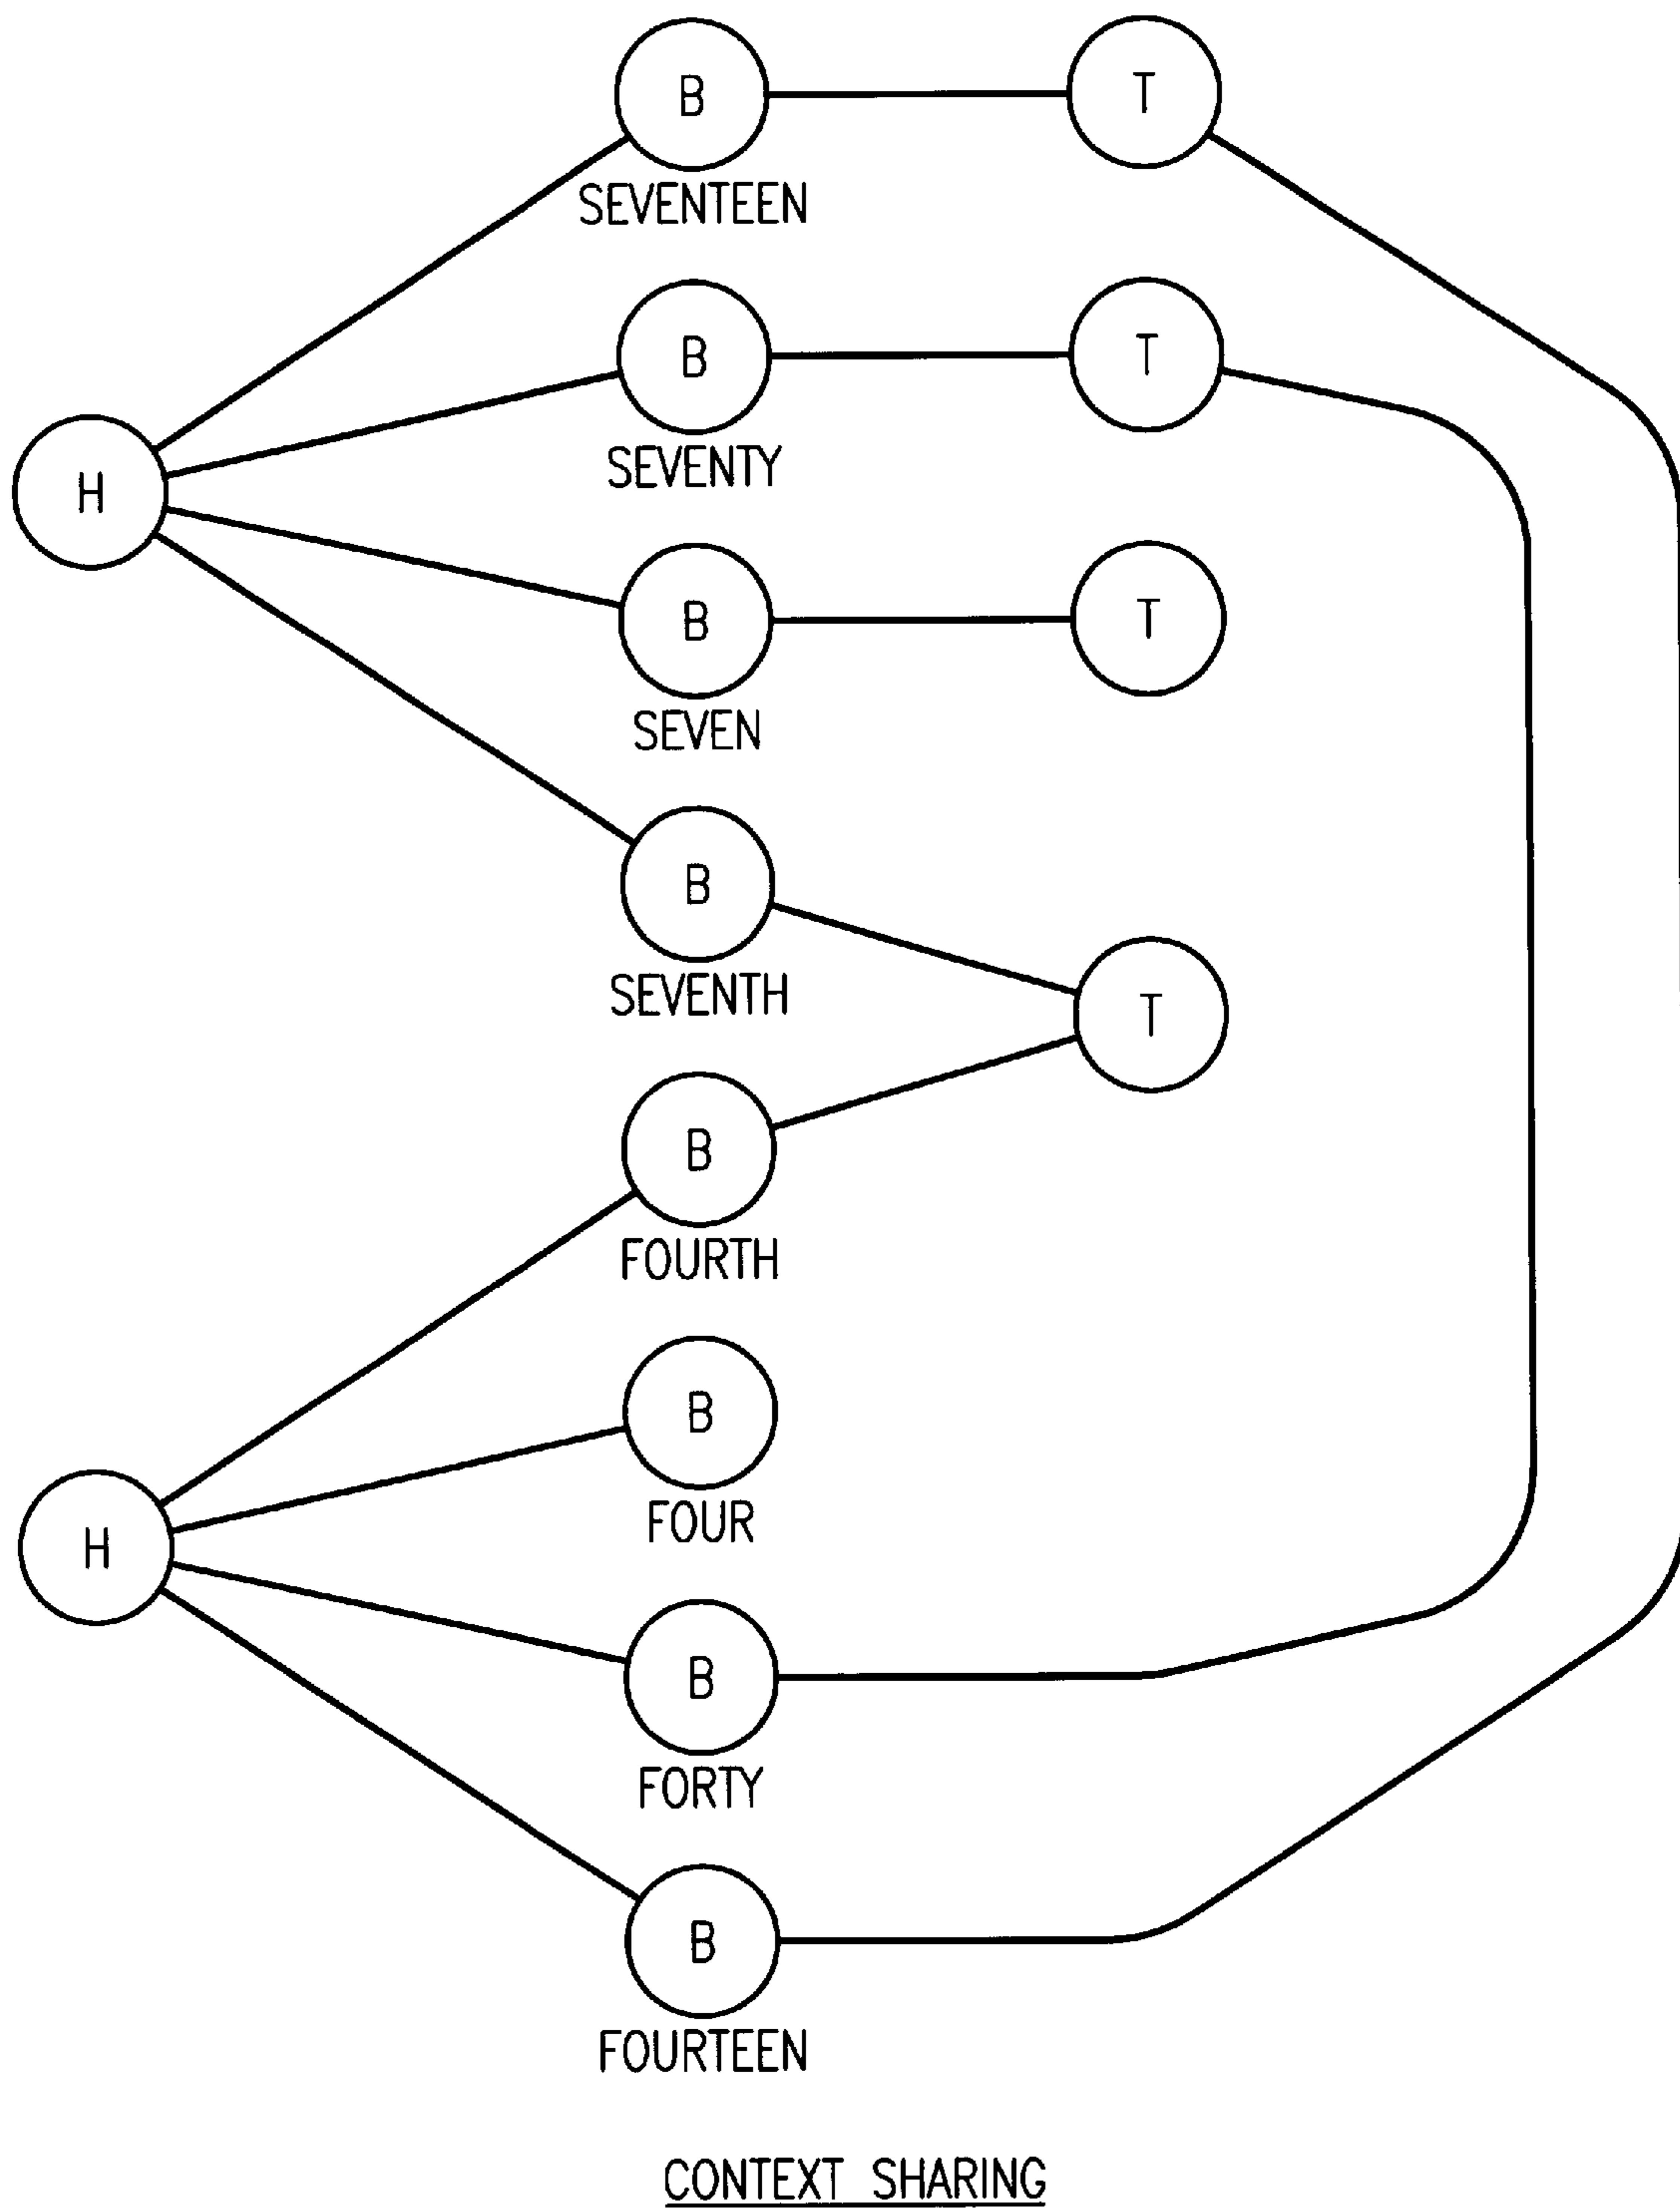 B T
SEVENTEEN
B T
SEVENTY
H
B T
SEVEN
B
SEVENTH
T
B
FOURTH
B
FOUR
H
B
FORTY
B
FOURTEEN
CONTEXT SHARING